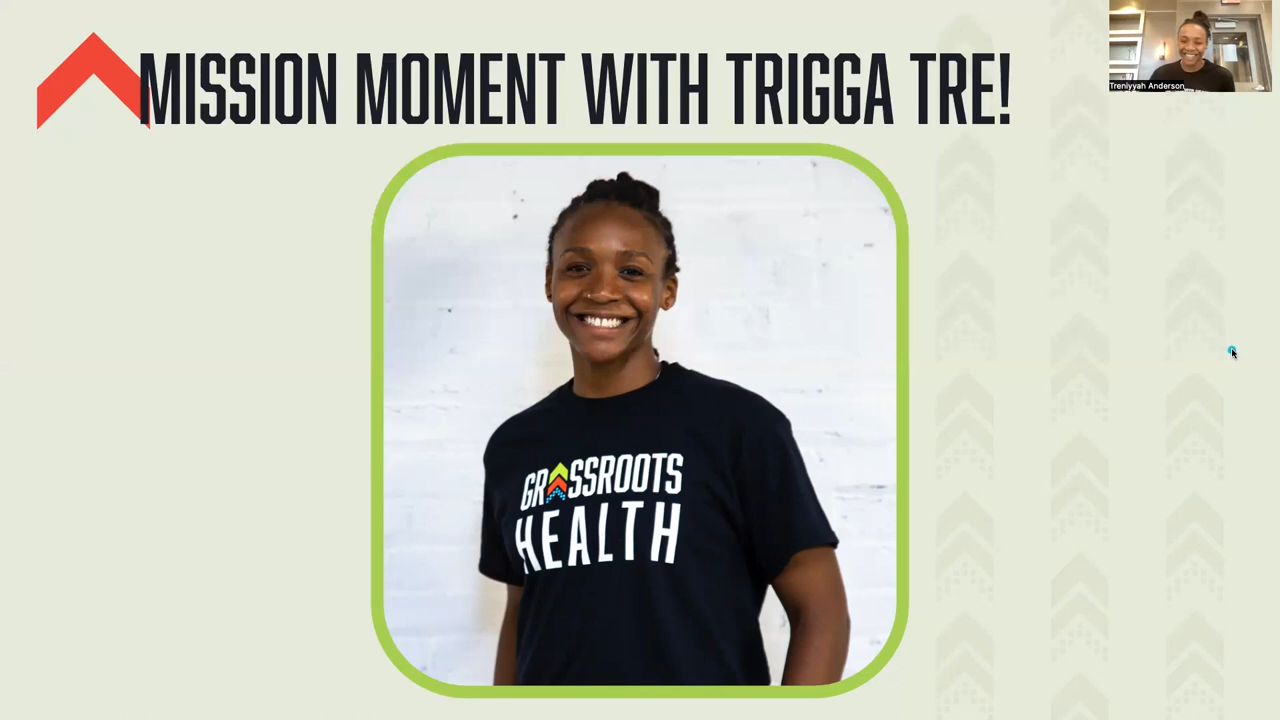 MISSION MOMENT WITH TRIGGA TRE!
Treniyyah Anderson
GRASSROOTS
HEALTH